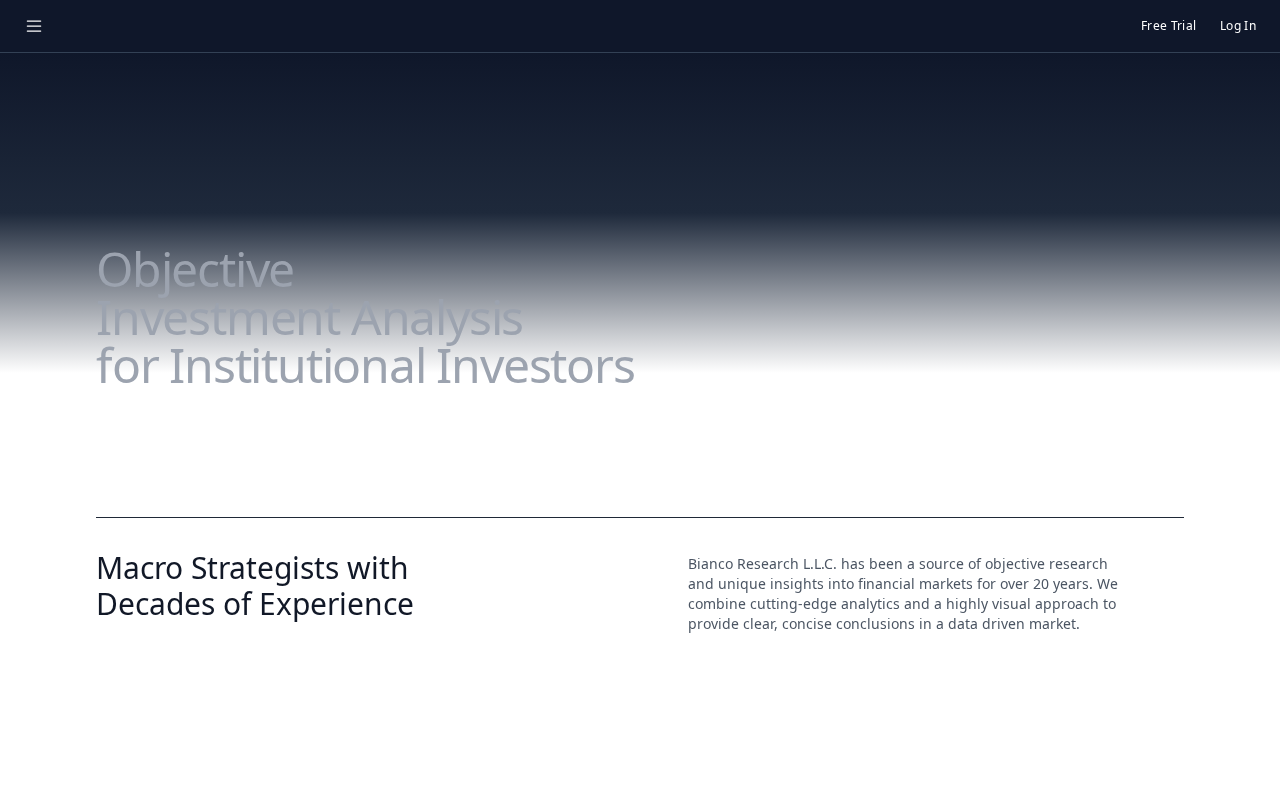 Free Trial
Log In
Objective
Investment Analysis
for Institutional Investors
Macro Strategists with
Decades of Experience
Bianco Research L.L.C. has been a source of objective research
and unique insights into financial markets for over 20 years. We
combine cutting-edge analytics and a highly visual approach to
provide clear, concise conclusions in a data driven market.